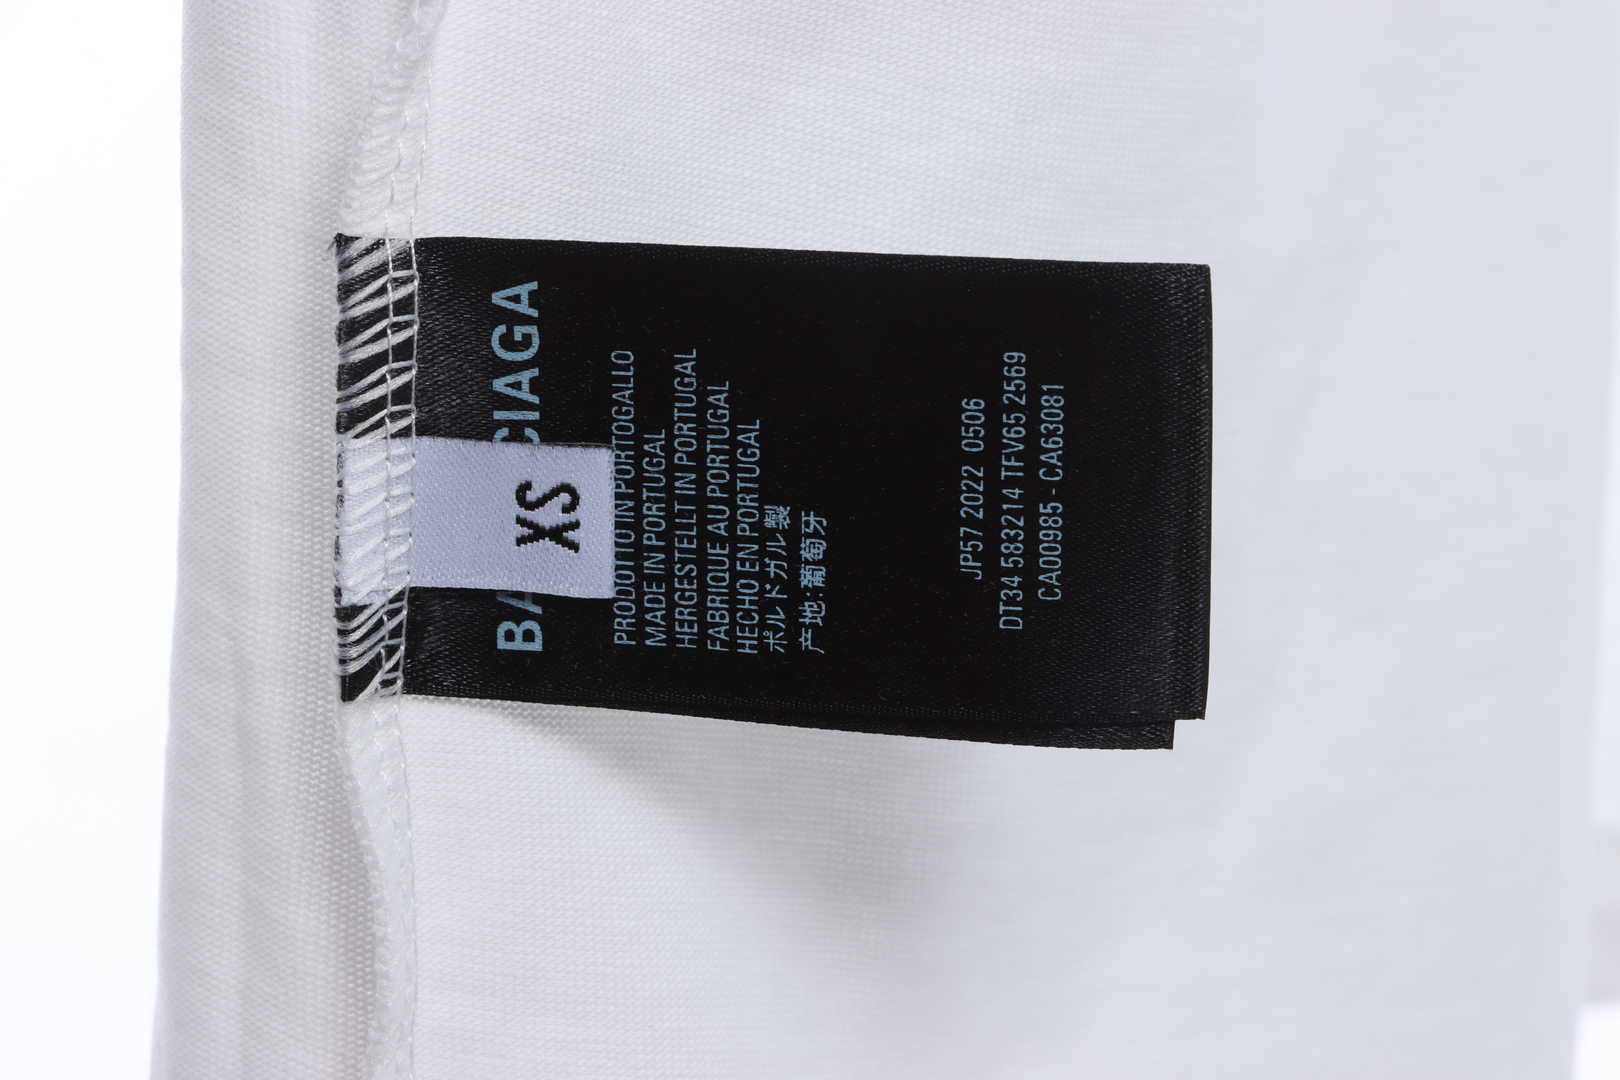 BA CIAGA
XS
PRODOTTO IN PORTOGALLO
MADE IN PORTUGAL
HERGESTELLT IN PORTUGAL
FABRIQUE AU PORTUGAL
HECHO EN PORTUGAL
ポルドガル製
产地:葡萄牙
JP57 2022 0506
DT34 583214 TFV65 2569
CA00985 - CA63081